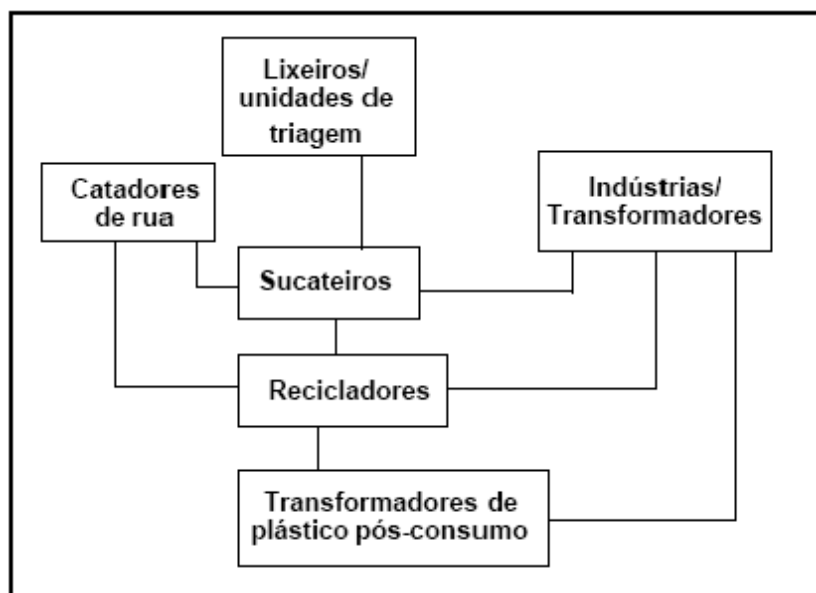 Lixeiros/
unidades de
triagem
Catadores
de rua
Indústrias/
Transformadores
Sucateiros
Recicladores
Transformadores de
plástico pós-consumo